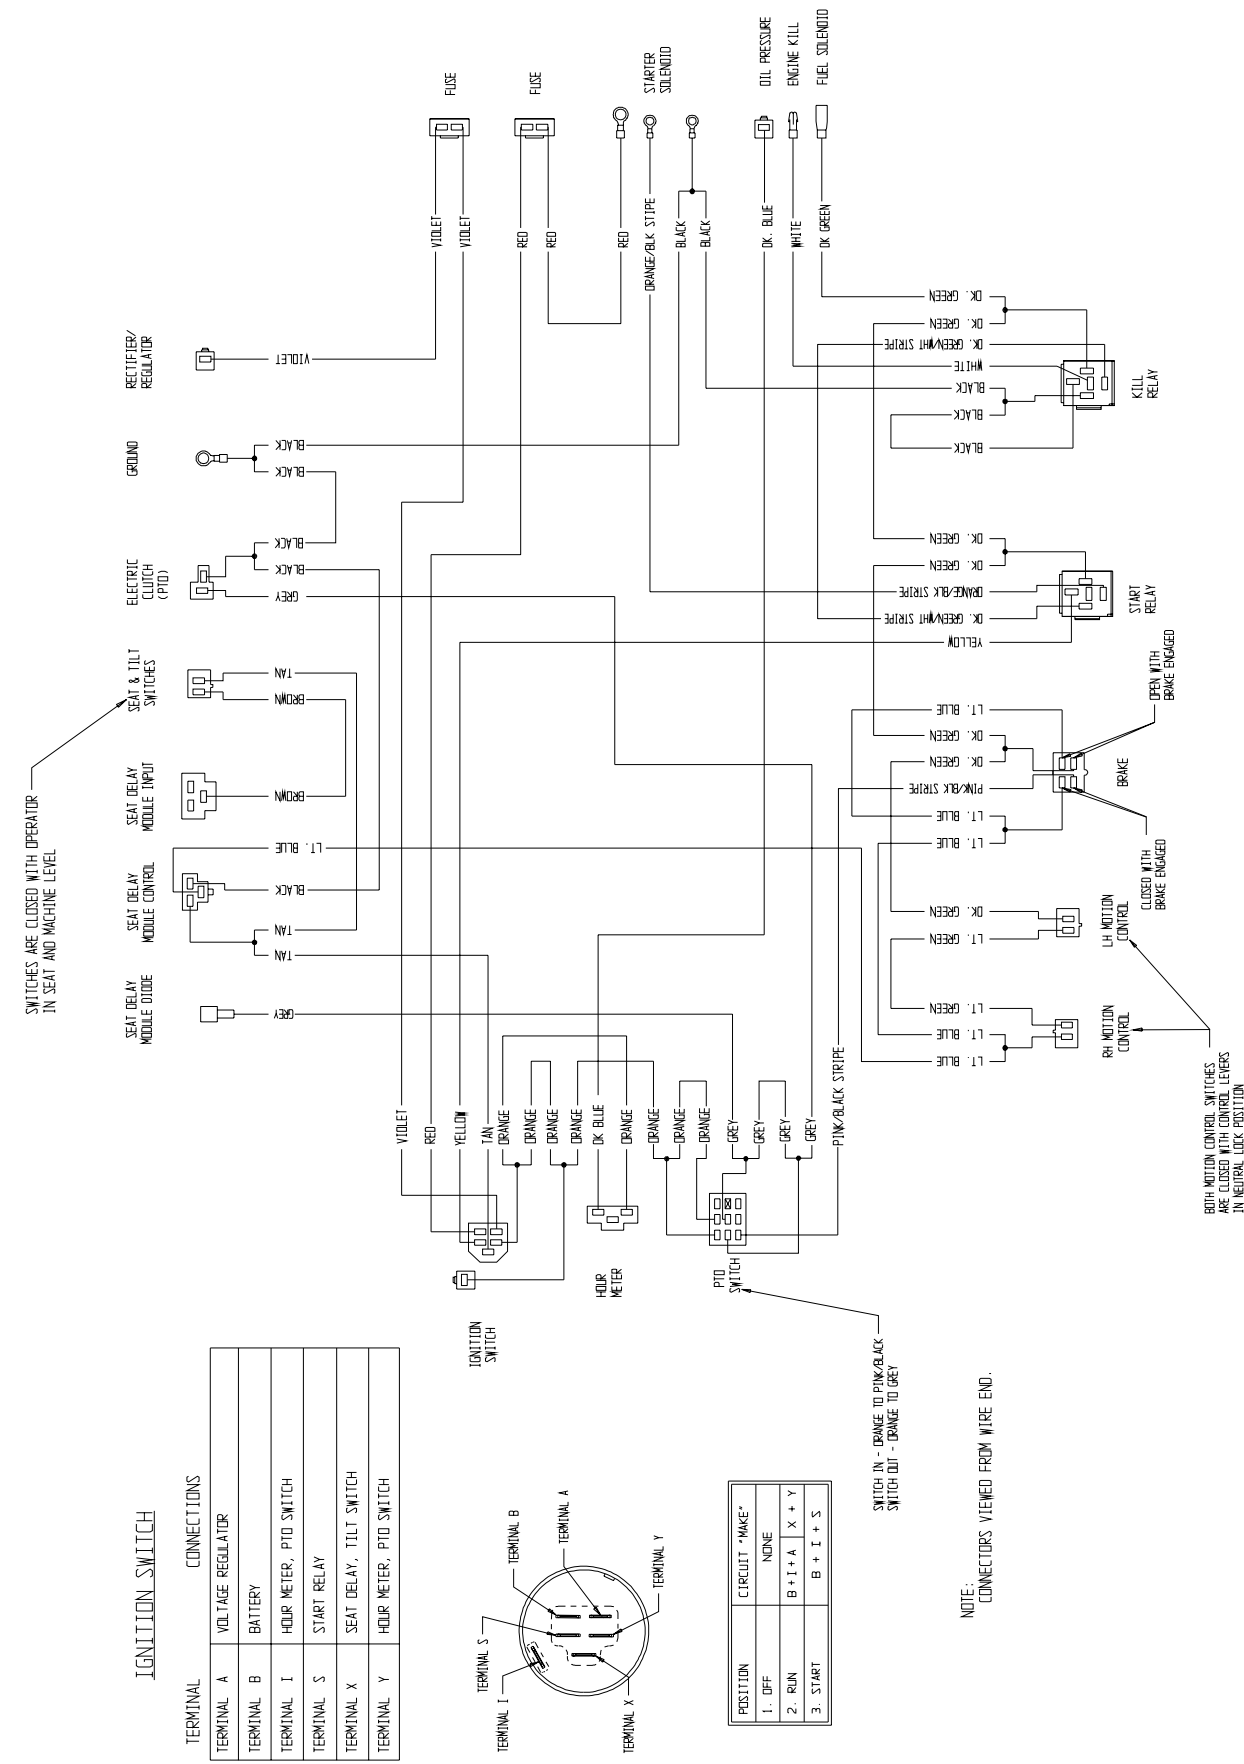 FUSE
FUSE
STARTER
SOLENOID
OIL PRESSURE
ENGINE KILL
FUEL SOLENOID
VIOLET
VIOLET
RED
RED
RED
ORANGE/BLK STIPE
BLACK
BLACK
DK. BLUE
WHITE
DK GREEN
RECTIFIER/
REGULATOR
VIOLET
GROUND
BLACK
BLACK
ELECTRIC
CLUTCH
(PTO)
BLACK
BLACK
GREY
SEAT & TILT
SWITCHES
TAN
BROWN
SWITCHES ARE CLOSED WITH OPERATOR
IN SEAT AND MACHINE LEVEL
SEAT DELAY
MODULE INPUT
BROWN
SEAT DELAY
MODULE CONTROL
LT. BLUE
BLACK
TAN
TAN
SEAT DELAY
MODULE DIODE
GREY
DK. GREEN
DK. GREEN
DK. GREEN/WHT STRIPE
WHITE
BLACK
BLACK
BLACK
KILL
RELAY
DK. GREEN
DK. GREEN
ORANGE/BLK STRIPE
DK. GREEN/WHT STRIPE
YELLOW
START
RELAY
LT. BLUE
DK. GREEN
DK. GREEN
PINK/BLK STRIPE
LT. BLUE
LT. BLUE
OPEN WITH
BRAKE ENGAGED
BRAKE
CLOSED WITH
BRAKE ENGAGED
DK. GREEN
LT. GREEN
LH MOTION
CONTROL
LT. GREEN
LT. BLUE
LT. BLUE
RH MOTION
CONTROL
BOTH MOTION CONTROL SWITCHES
ARE CLOSED WITH CONTROL LEVERS
IN NEUTRAL LOCK POSITION
VIOLET
RED
YELLOW
TAN
ORANGE
ORANGE
ORANGE
ORANGE
DK BLUE
ORANGE
ORANGE
ORANGE
ORANGE
GREY
GREY
GREY
GREY
PINK/BLACK STRIPE
IGNITION
SWITCH
HOUR
METER
PTO
SWITCH
SWITCH IN - ORANGE TO PINK/BLACK
SWITCH OUT - ORANGE TO GREY
IGNITION SWITCH
TERMINAL CONNECTIONS
TERMINAL A VOLTAGE REGULATOR
TERMINAL B BATTERY
TERMINAL I HOUR METER, PTO SWITCH
TERMINAL S START RELAY
TERMINAL X SEAT DELAY, TILT SWITCH
TERMINAL Y HOUR METER, PTO SWITCH
TERMINAL I
TERMINAL S
TERMINAL B
TERMINAL A
TERMINAL X
TERMINAL Y
POSITION CIRCUIT "MAKE"
1. OFF NONE
2. RUN B+I+A X + Y
3. START B + I + S
NOTE:
CONNECTORS VIEWED FROM WIRE END.